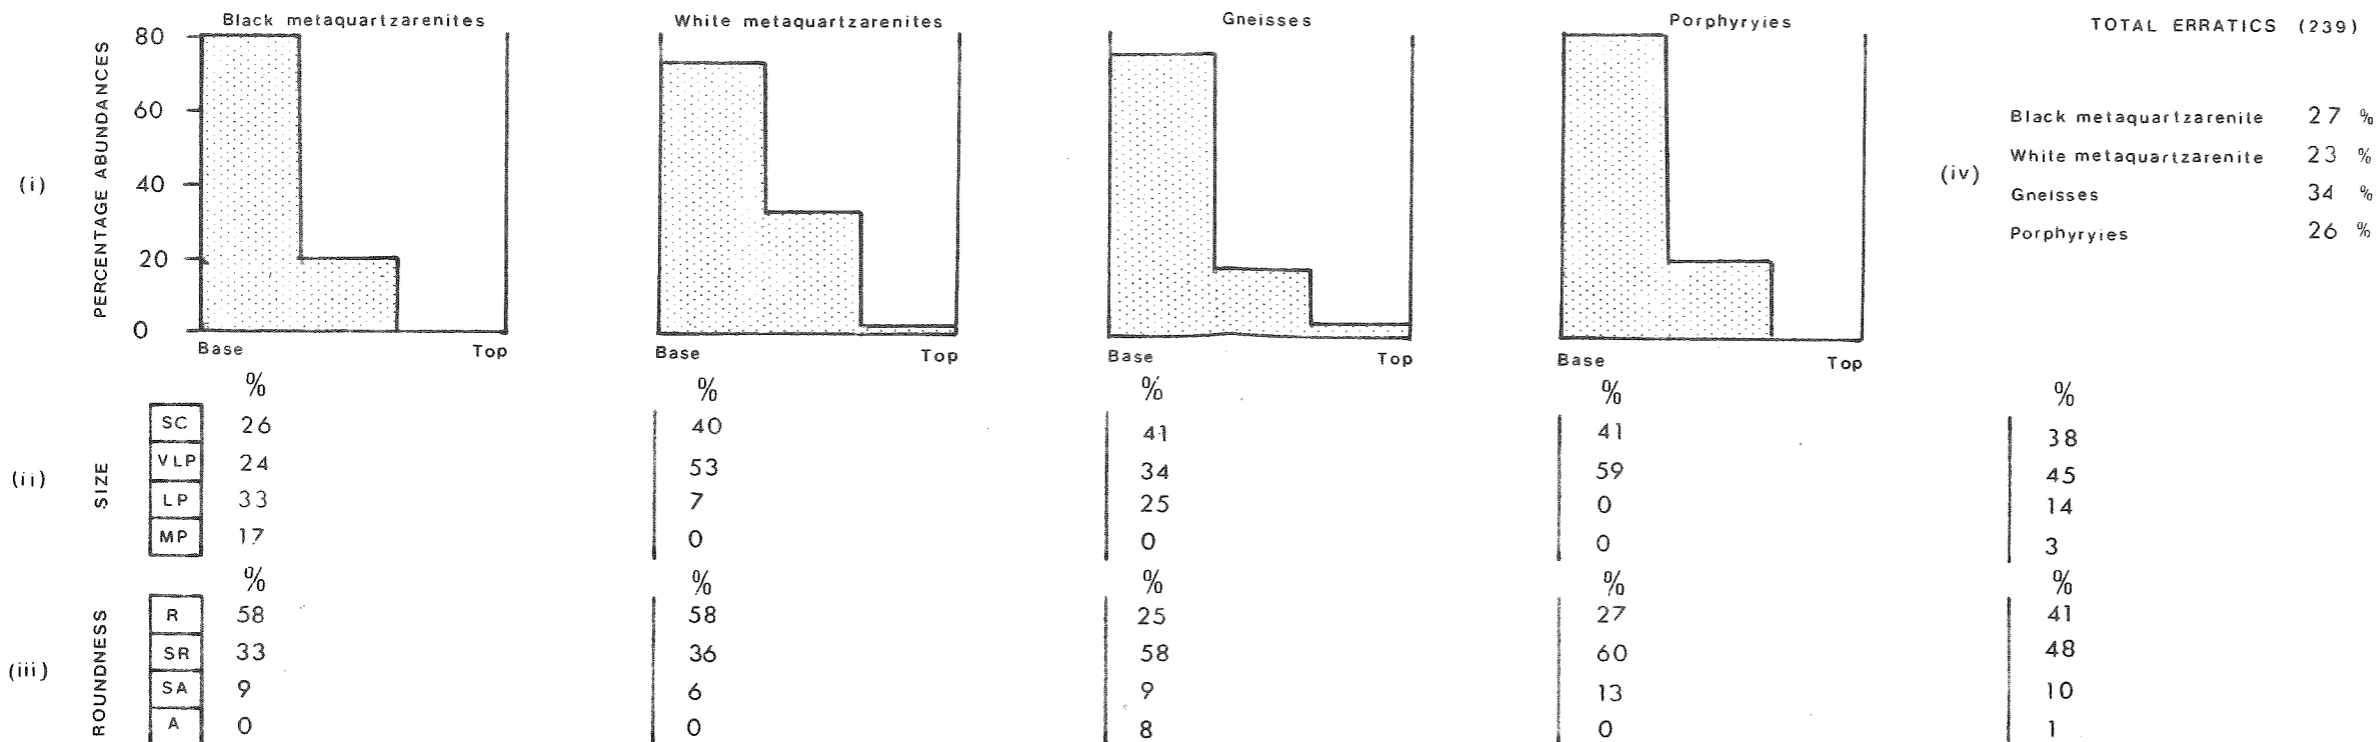 Black metaquartzarenites White metaquartzarenites Gneisses Porphyryies TOTAL ERRATICS (239)
80
60
40
20
0
PERCENTAGE ABUNDANCES
(i)
Base Top Base Top Base Top Base Top
(iv)
Black metaquartzarenite 27 %
White metaquartzarenite 23 %
Gneisses 34 %
Porphyryies 26 %
(ii)
SIZE
% % % % %
SC 26 40 41 41 38
VLP 24 53 34 59 45
LP 33 7 25 0 14
MP 17 0 0 0 3
(iii)
ROUNDNESS
% % % % %
R 58 58 25 27 41
SR 33 36 58 60 48
SA 9 6 9 13 10
A 0 0 8 0 1